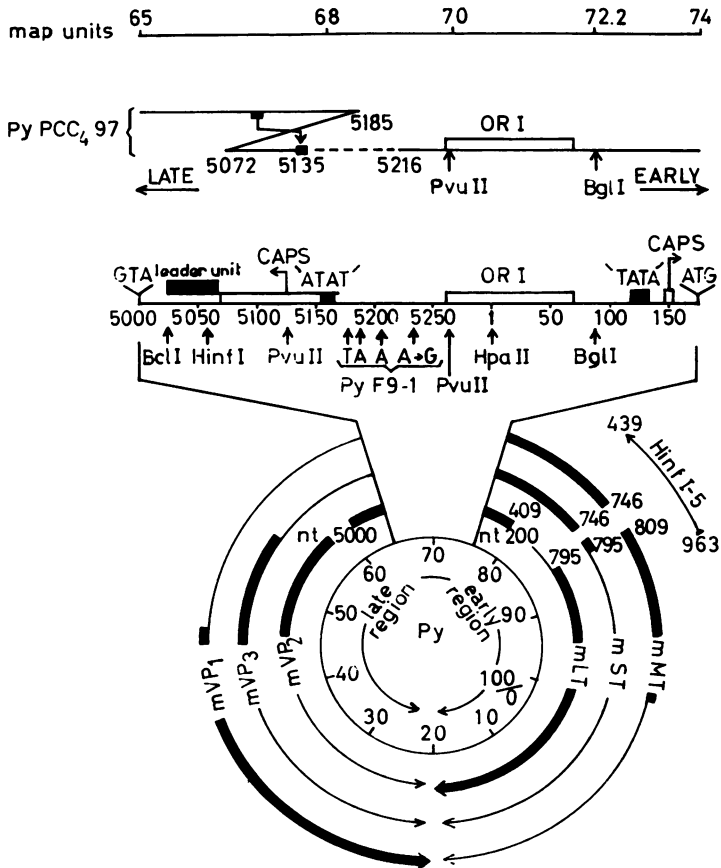 map units 65 68 70 72.2 74
Py PCC4 97
5185
OR I
5072 5135 5216
PvuII BglI
LATE EARLY
CAPS CAPS
GTA leader unit 'ATAT' OR I 'TATA' ATG
5000 5050 5100 5150 5200 5250 1 50 100 150
BclI HinfI PvuII TA A A→G PvuII HpaII BglI
Py F9-1
439
Hinf I-5
963
409 746 746
nt 5000 nt 200 795 795 809
70
60 80
50 90
late region early region
Py
40 100/0
30 10
20
mVP1 mVP3 mVP2 mLT mST mMT